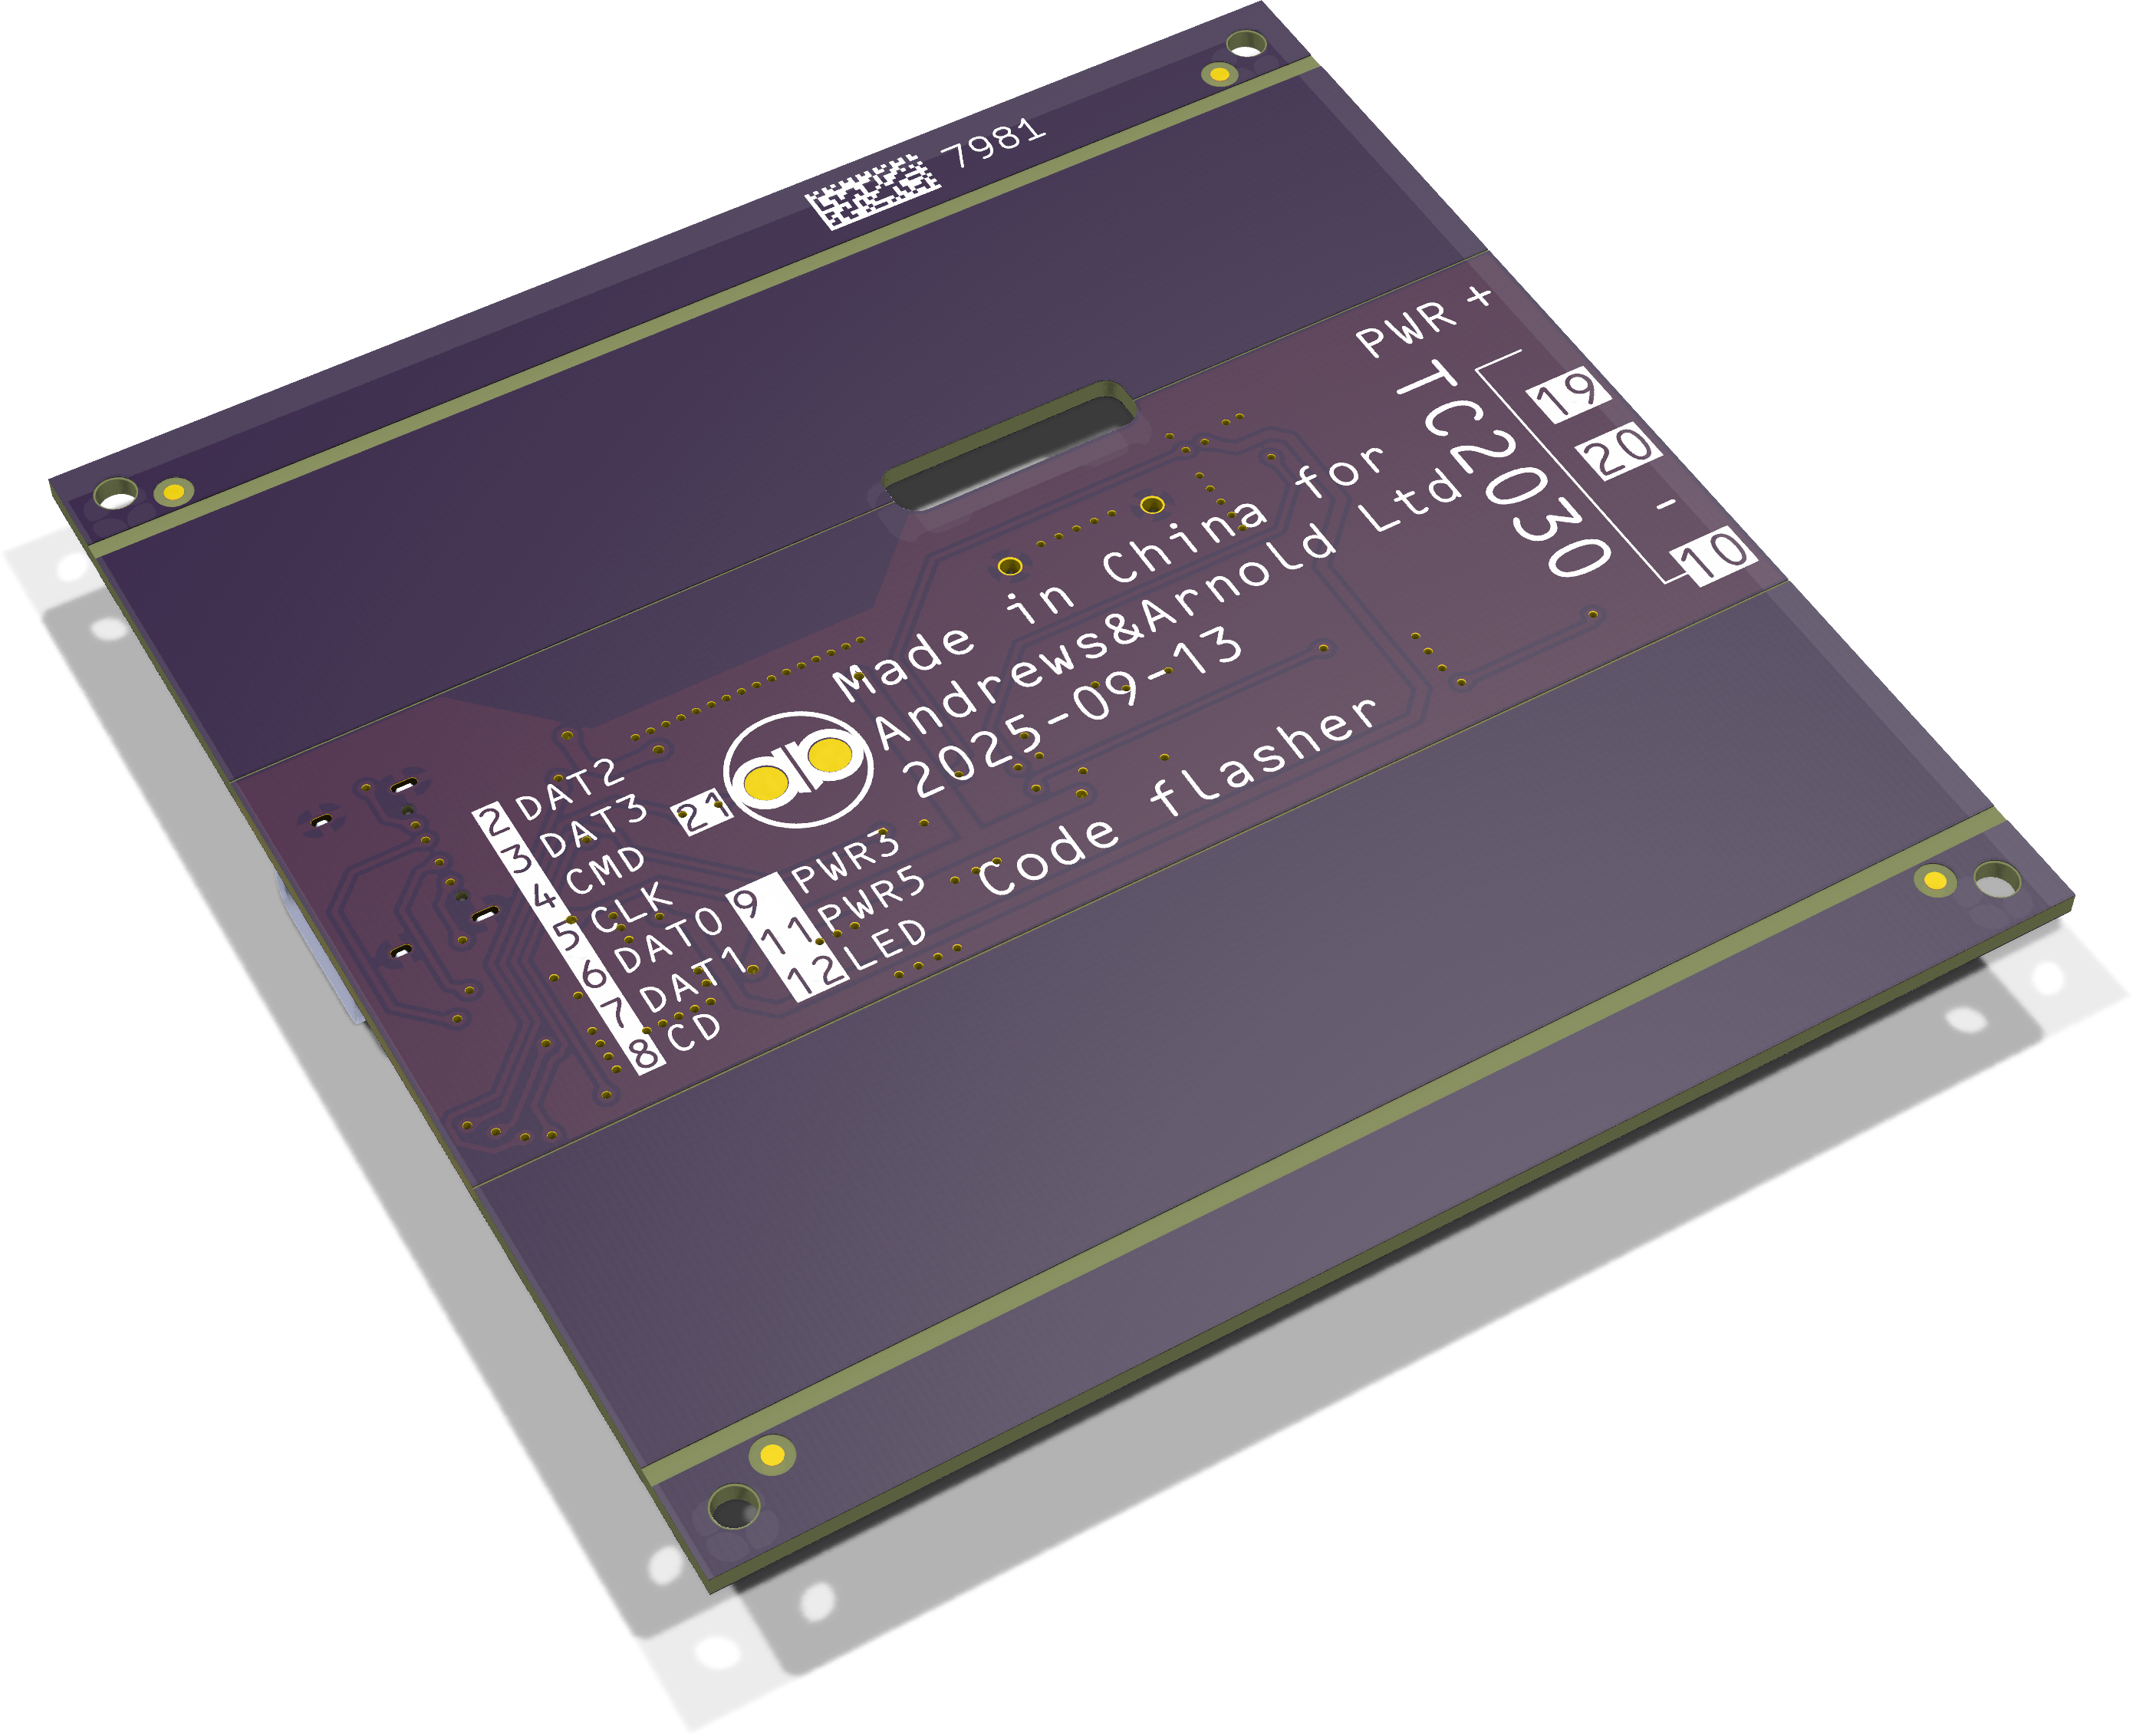 7981
PWR +
TC2030
19
20
-
10
Made in China for
Andrews&Arnold Ltd
2025-09-13
Code flasher
21
2 DAT2
3 DAT3
4 CMD
5 CLK
6 DAT0
7 DAT1
8 CD
9 PWR3
11 PWR5
12 LED